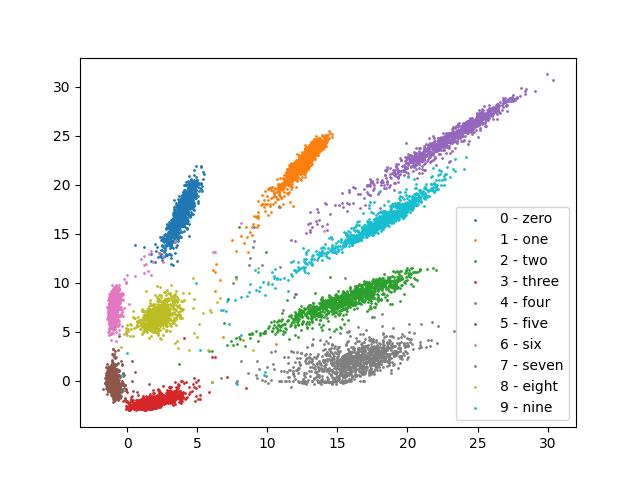 30
25
20
15
10
5
0
0 - zero
1 - one
2 - two
3 - three
4 - four
5 - five
6 - six
7 - seven
8 - eight
9 - nine
0 5 10 15 20 25 30